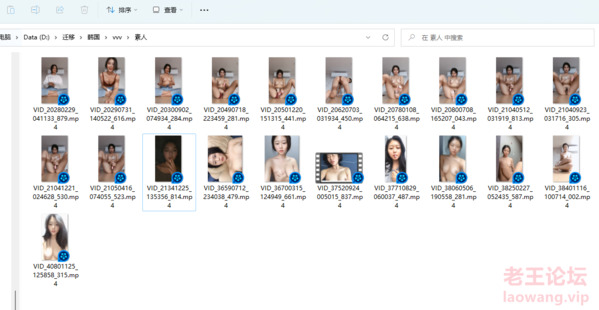 排序
查看
电脑 > Data (D:) > 迁移 > 韩国 > vvv > 素人
在 素人 中搜索
VID_20280229_041133_879.mp4
VID_20290731_140522_616.mp4
VID_20300902_074934_284.mp4
VID_20490718_223459_281.mp4
VID_20501220_151315_441.mp4
VID_20620703_031934_450.mp4
VID_20780108_064215_638.mp4
VID_20800708_165207_043.mp4
VID_21040512_031919_813.mp4
VID_21040923_031716_305.mp4
VID_21041221_024628_530.mp4
VID_21050416_074055_523.mp4
VID_21341225_135356_814.mp4
VID_36590712_234038_479.mp4
VID_36700315_124949_661.mp4
VID_37520924_005015_837.mp4
VID_37710829_060037_487.mp4
VID_38060506_190558_281.mp4
VID_38250227_052435_587.mp4
VID_38401116_100714_002.mp4
VID_40801125_125858_315.mp4
老王论坛
laowang.vip